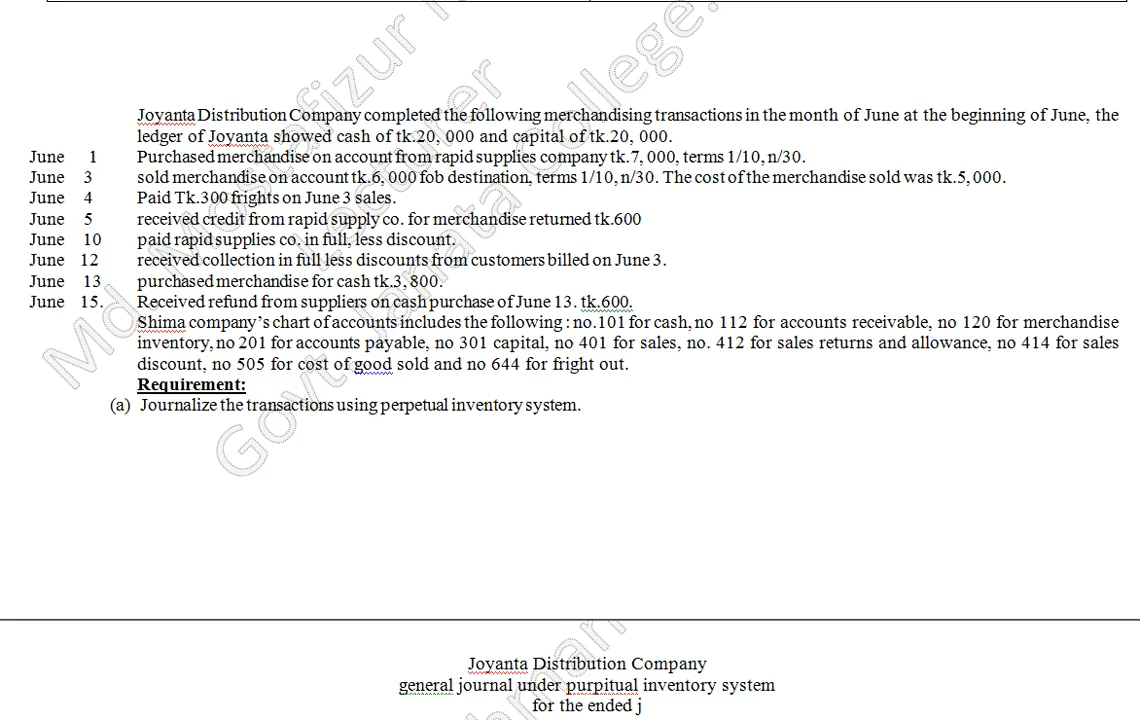 Joyanta Distribution Company completed the following merchandising transactions in the month of June at the beginning of June, the
ledger of Joyanta showed cash of tk.20, 000 and capital of tk.20, 000.
June 1 Purchased merchandise on account from rapid supplies company tk.7, 000, terms 1/10, n/30.
June 3 sold merchandise on account tk.6, 000 fob destination, terms 1/10, n/30. The cost of the merchandise sold was tk.5, 000.
June 4 Paid Tk.300 frights on June 3 sales.
June 5 received credit from rapid supply co. for merchandise returned tk.600
June 10 paid rapid supplies co. in full, less discount.
June 12 received collection in full less discounts from customers billed on June 3.
June 13 purchased merchandise for cash tk.3, 800.
June 15. Received refund from suppliers on cash purchase of June 13. tk.600.
Shima company's chart of accounts includes the following : no.101 for cash, no 112 for accounts receivable, no 120 for merchandise
inventory, no 201 for accounts payable, no 301 capital, no 401 for sales, no. 412 for sales returns and allowance, no 414 for sales
discount, no 505 for cost of good sold and no 644 for fright out.
Requirement:
(a) Journalize the transactions using perpetual inventory system.
Md. Mostafizur
Lecturer
Govt. Janata College.
Joyanta Distribution Company
general journal under purpitual inventory system
for the ended j